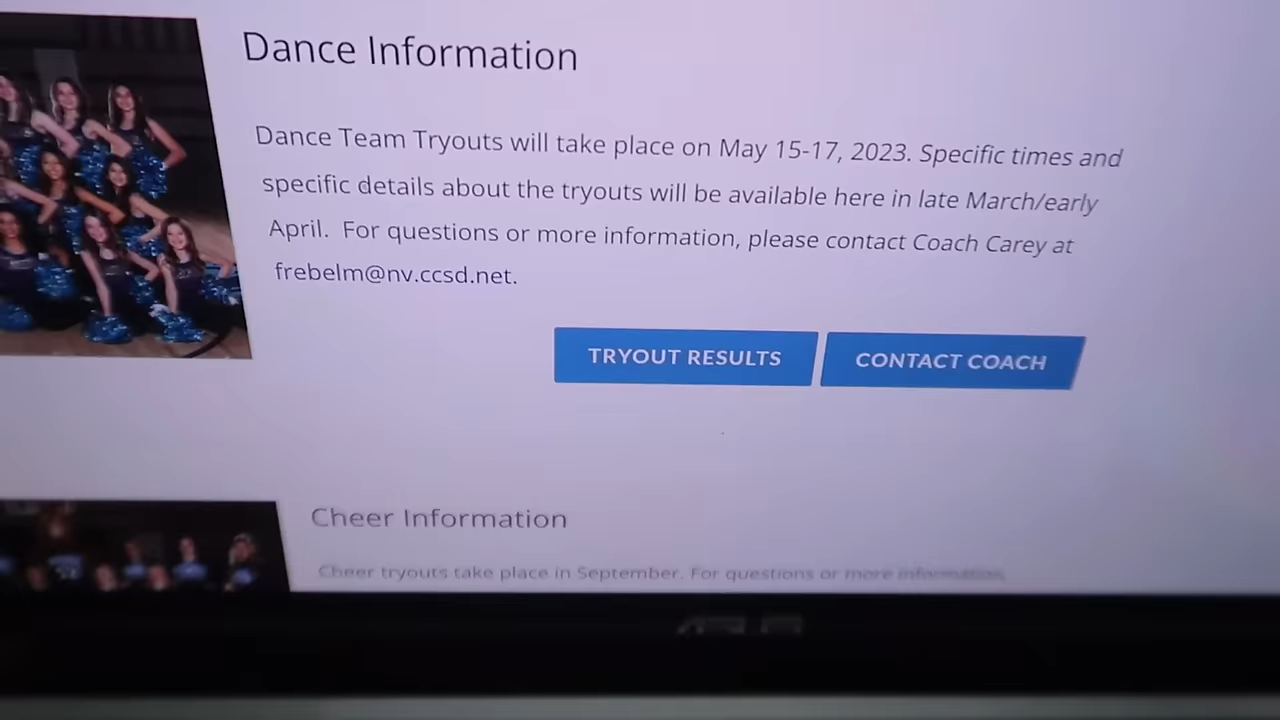 Dance Information
Dance Team Tryouts will take place on May 15-17, 2023. Specific times and
specific details about the tryouts will be available here in late March/early
April. For questions or more information, please contact Coach Carey at
frebelm@nv.ccsd.net.
TRYOUT RESULTS
CONTACT COACH
Cheer Information
Cheer tryouts take place in September. For questions or more information,